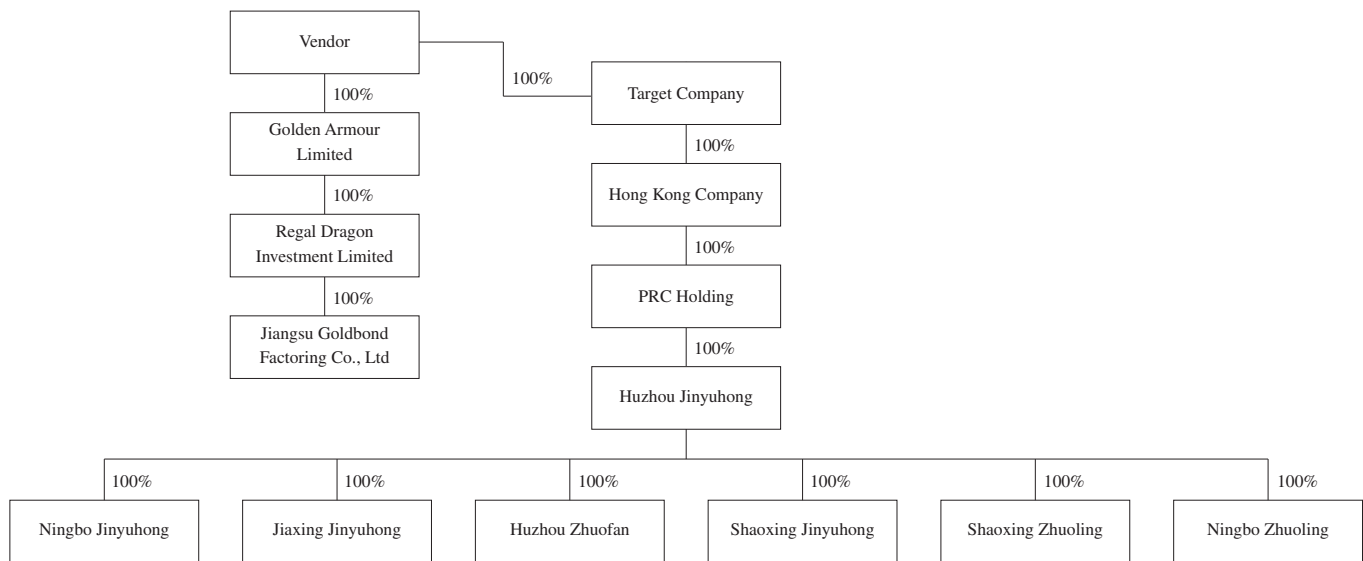 Vendor
100%
Target Company
100%
100%
Golden Armour
Limited
Hong Kong Company
100%
100%
Regal Dragon
Investment Limited
PRC Holding
100%
100%
Jiangsu Goldbond
Factoring Co., Ltd
Huzhou Jinyuhong
100%
100%
100%
100%
100%
100%
Ningbo Jinyuhong
Jiaxing Jinyuhong
Huzhou Zhuofan
Shaoxing Jinyuhong
Shaoxing Zhuoling
Ningbo Zhuoling